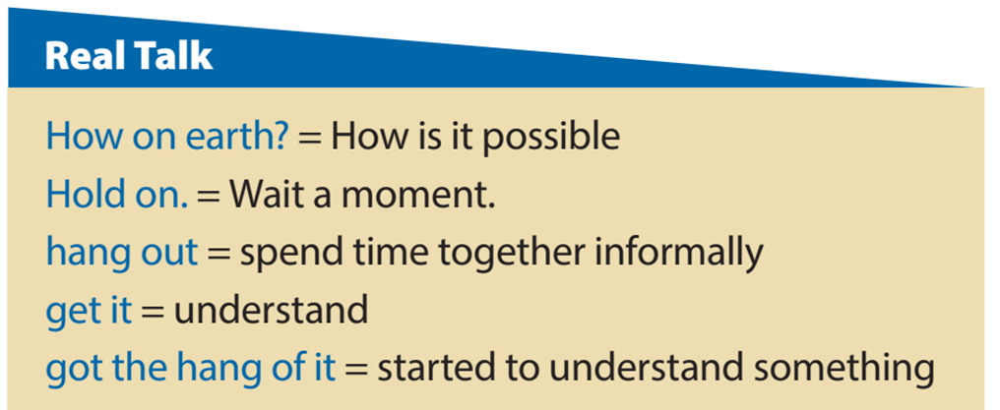 Real Talk
How on earth? = How is it possible
Hold on. = Wait a moment.
hang out = spend time together informally
get it = understand
got the hang of it = started to understand something